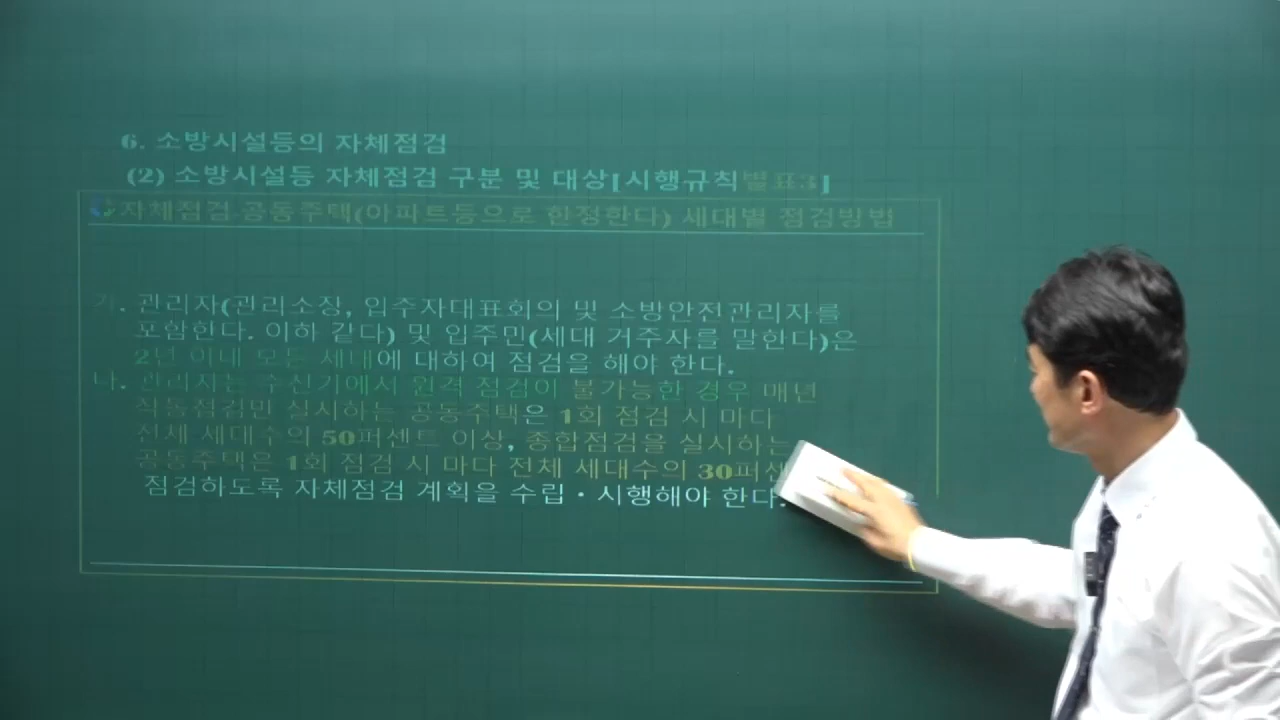 6. 소방시설등의 자체점검
(2) 소방시설등 자체점검 구분 및 대상[시행규칙 별표3]
자체점검 공동주택(아파트등으로 한정한다) 세대별 점검방법
가. 관리자(관리소장, 입주자대표회의 및 소방안전관리자를
포함한다. 이하 같다) 및 입주민(세대 거주자를 말한다)은
2년 이내 모든 세대에 대하여 점검을 해야 한다.
나. 관리자는 수신기에서 원격 점검이 불가능한 경우 매년
작동점검만 실시하는 공동주택은 1회 점검 시 마다
전체 세대수의 50퍼센트 이상, 종합점검을 실시하는
공동주택은 1회 점검 시 마다 전체 세대수의 30퍼센
점검하도록 자체점검 계획을 수립·시행해야 한다.